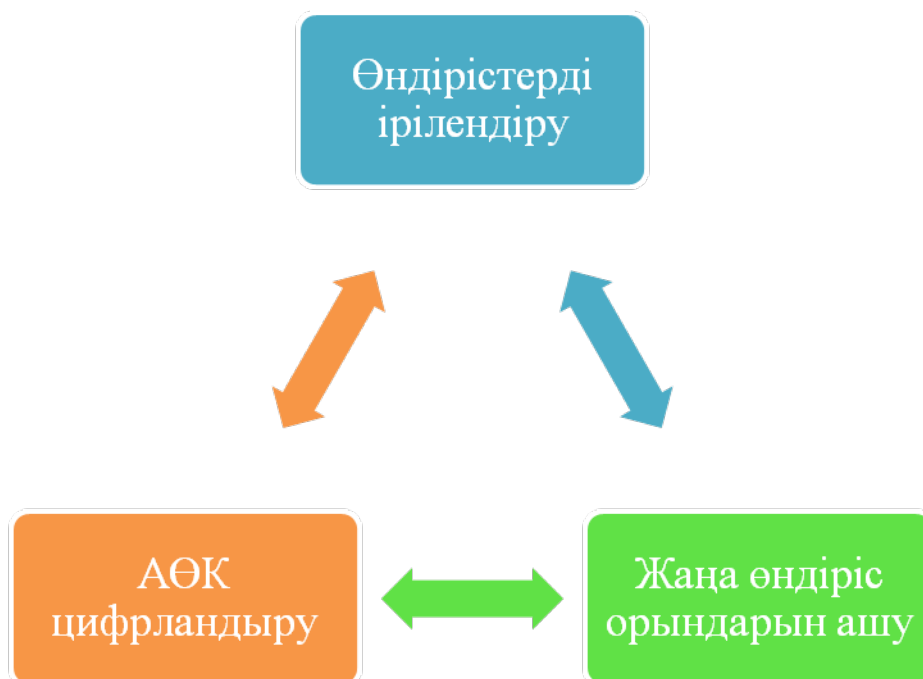 Өндірістерді
ірілендіру
АӨК
цифрландыру
Жаңа өндіріс
орындарын ашу